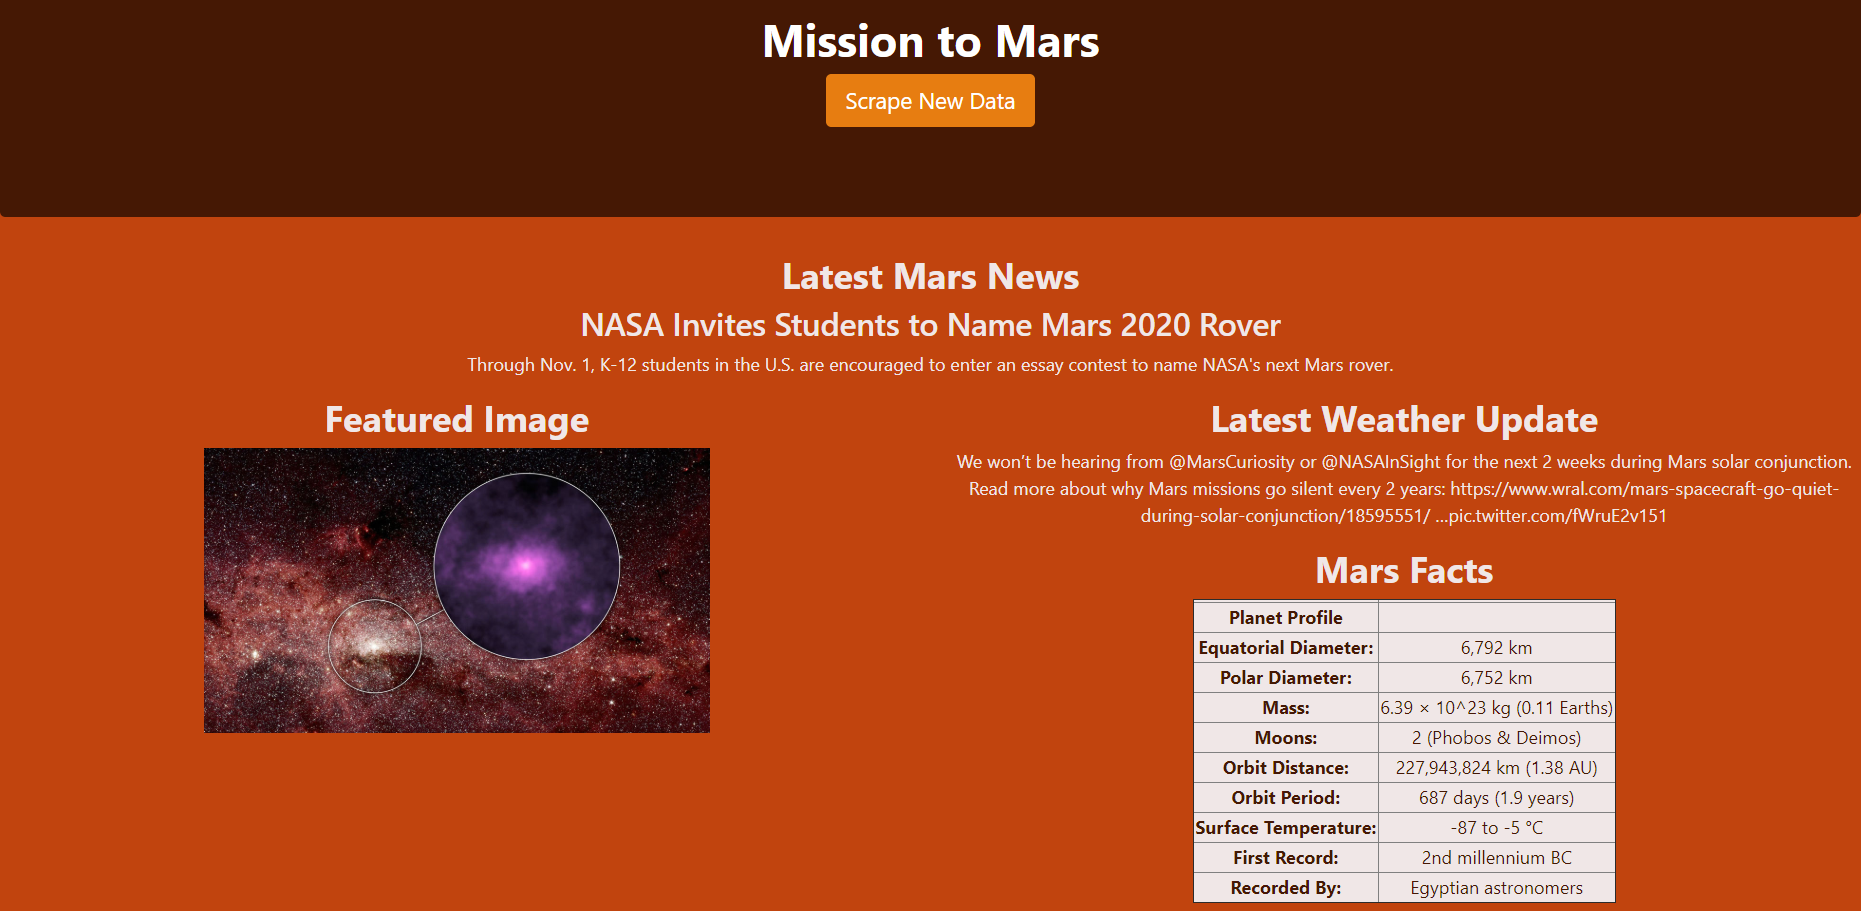 Mission to Mars
Scrape New Data
Latest Mars News
NASA Invites Students to Name Mars 2020 Rover
Through Nov. 1, K-12 students in the U.S. are encouraged to enter an essay contest to name NASA's next Mars rover.
Featured Image
Latest Weather Update
We won’t be hearing from @MarsCuriosity or @NASAInSight for the next 2 weeks during Mars solar conjunction.
Read more about why Mars missions go silent every 2 years: https://www.wral.com/mars-spacecraft-go-quiet-
during-solar-conjunction/18595551/ …pic.twitter.com/fWruE2v151
Mars Facts
Planet Profile
Equatorial Diameter: 6,792 km
Polar Diameter: 6,752 km
Mass: 6.39 × 10^23 kg (0.11 Earths)
Moons: 2 (Phobos & Deimos)
Orbit Distance: 227,943,824 km (1.38 AU)
Orbit Period: 687 days (1.9 years)
Surface Temperature: -87 to -5 °C
First Record: 2nd millennium BC
Recorded By: Egyptian astronomers